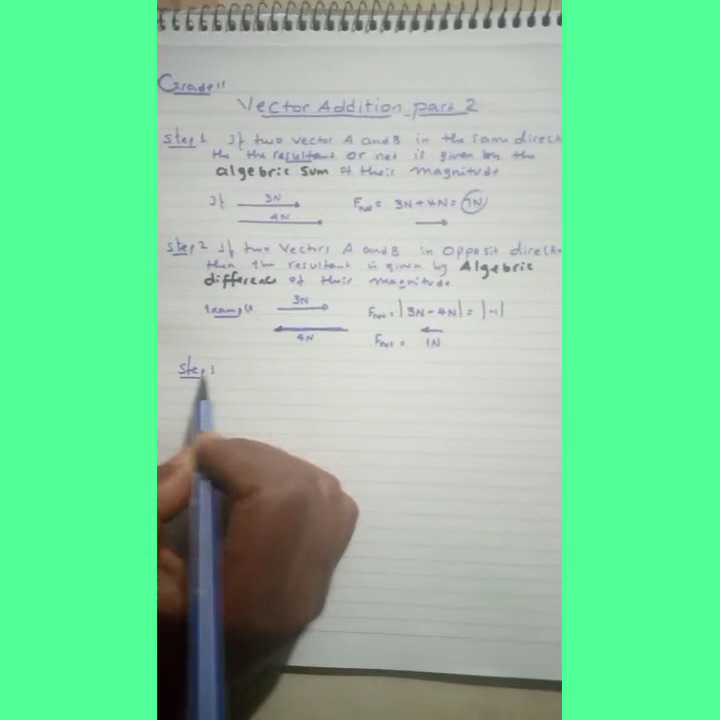 Grade 11
Vector Addition part 2
Step 1 If two vector A and B in the same direct
the the resultant or net is given by the
algebric sum of their magnitude
If 3N Fnet = 3N + 4N = 7N
4N
Step 2 If two Vectors A and B in opposit direct
then the resultant is given by Algebric
difference of their magnitude
Example 3N Fnet = |3N - 4N| = |-1|
4N Fnet = 1N
Step 3